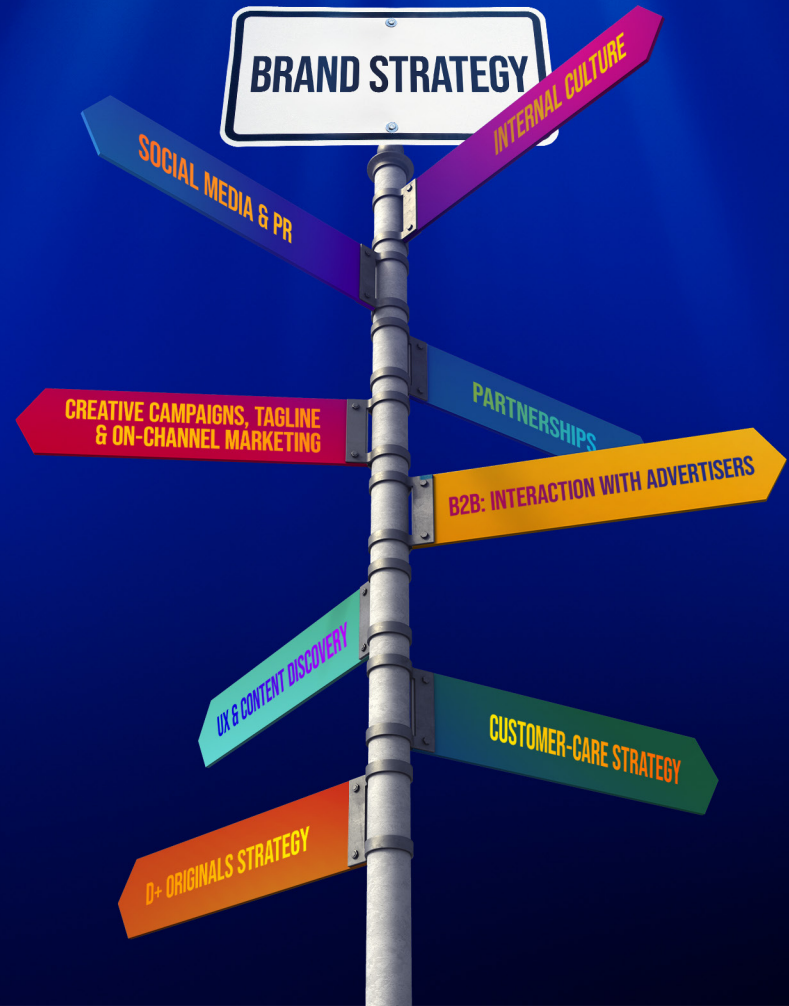 BRAND STRATEGY
INTERNAL CULTURE
SOCIAL MEDIA & PR
PARTNERSHIPS
CREATIVE CAMPAIGNS, TAGLINE
& ON-CHANNEL MARKETING
B2B: INTERACTION WITH ADVERTISERS
UX & CONTENT DISCOVERY
CUSTOMER-CARE STRATEGY
D+ ORIGINALS STRATEGY